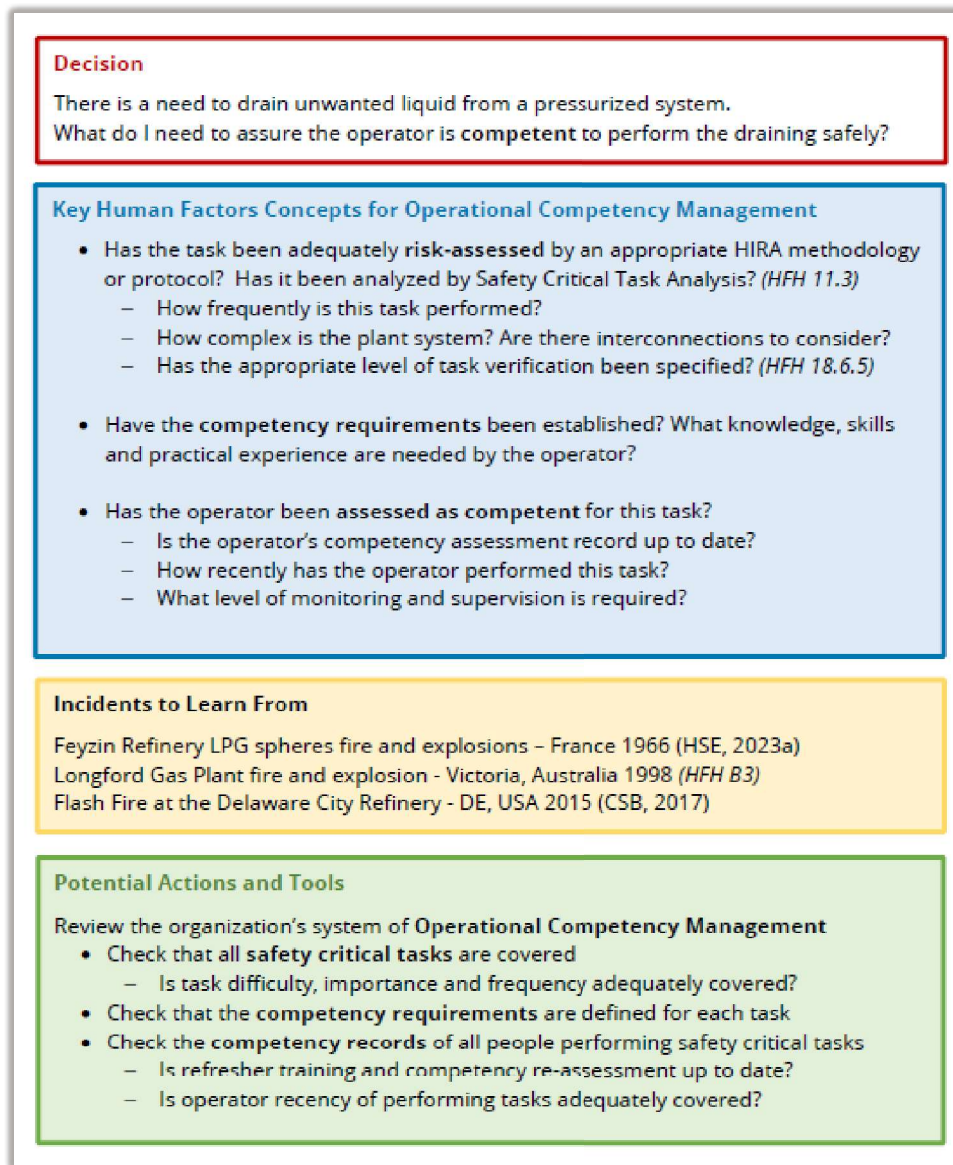 Decision
There is a need to drain unwanted liquid from a pressurized system.
What do I need to assure the operator is competent to perform the draining safely?
Key Human Factors Concepts for Operational Competency Management
• Has the task been adequately risk-assessed by an appropriate HIRA methodology
or protocol? Has it been analyzed by Safety Critical Task Analysis? (HFH 11.3)
– How frequently is this task performed?
– How complex is the plant system? Are there interconnections to consider?
– Has the appropriate level of task verification been specified? (HFH 18.6.5)
• Have the competency requirements been established? What knowledge, skills
and practical experience are needed by the operator?
• Has the operator been assessed as competent for this task?
– Is the operator's competency assessment record up to date?
– How recently has the operator performed this task?
– What level of monitoring and supervision is required?
Incidents to Learn From
Feyzin Refinery LPG spheres fire and explosions – France 1966 (HSE, 2023a)
Longford Gas Plant fire and explosion - Victoria, Australia 1998 (HFH B3)
Flash Fire at the Delaware City Refinery - DE, USA 2015 (CSB, 2017)
Potential Actions and Tools
Review the organization's system of Operational Competency Management
• Check that all safety critical tasks are covered
– Is task difficulty, importance and frequency adequately covered?
• Check that the competency requirements are defined for each task
• Check the competency records of all people performing safety critical tasks
– Is refresher training and competency re-assessment up to date?
– Is operator recency of performing tasks adequately covered?